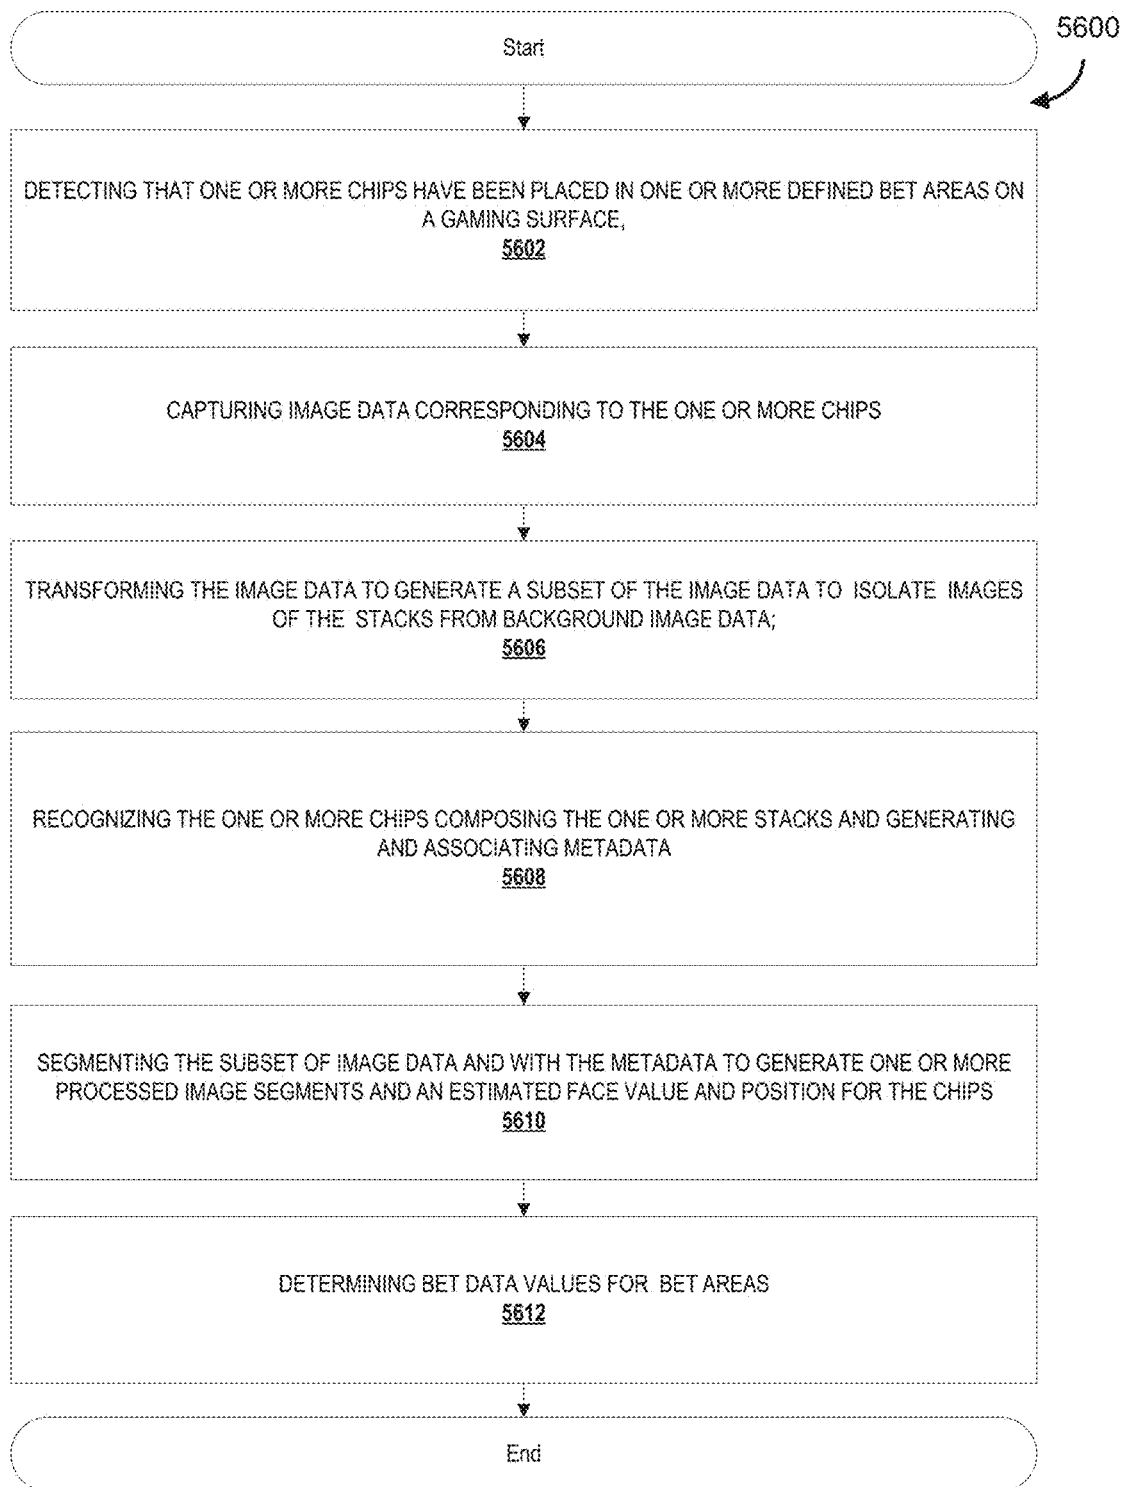 5600
Start
DETECTING THAT ONE OR MORE CHIPS HAVE BEEN PLACED IN ONE OR MORE DEFINED BET AREAS ON
A GAMING SURFACE,
5602
CAPTURING IMAGE DATA CORRESPONDING TO THE ONE OR MORE CHIPS
5604
TRANSFORMING THE IMAGE DATA TO GENERATE A SUBSET OF THE IMAGE DATA TO ISOLATE IMAGES
OF THE STACKS FROM BACKGROUND IMAGE DATA;
5606
RECOGNIZING THE ONE OR MORE CHIPS COMPOSING THE ONE OR MORE STACKS AND GENERATING
AND ASSOCIATING METADATA
5608
SEGMENTING THE SUBSET OF IMAGE DATA AND WITH THE METADATA TO GENERATE ONE OR MORE
PROCESSED IMAGE SEGMENTS AND AN ESTIMATED FACE VALUE AND POSITION FOR THE CHIPS
5610
DETERMINING BET DATA VALUES FOR BET AREAS
5612
End